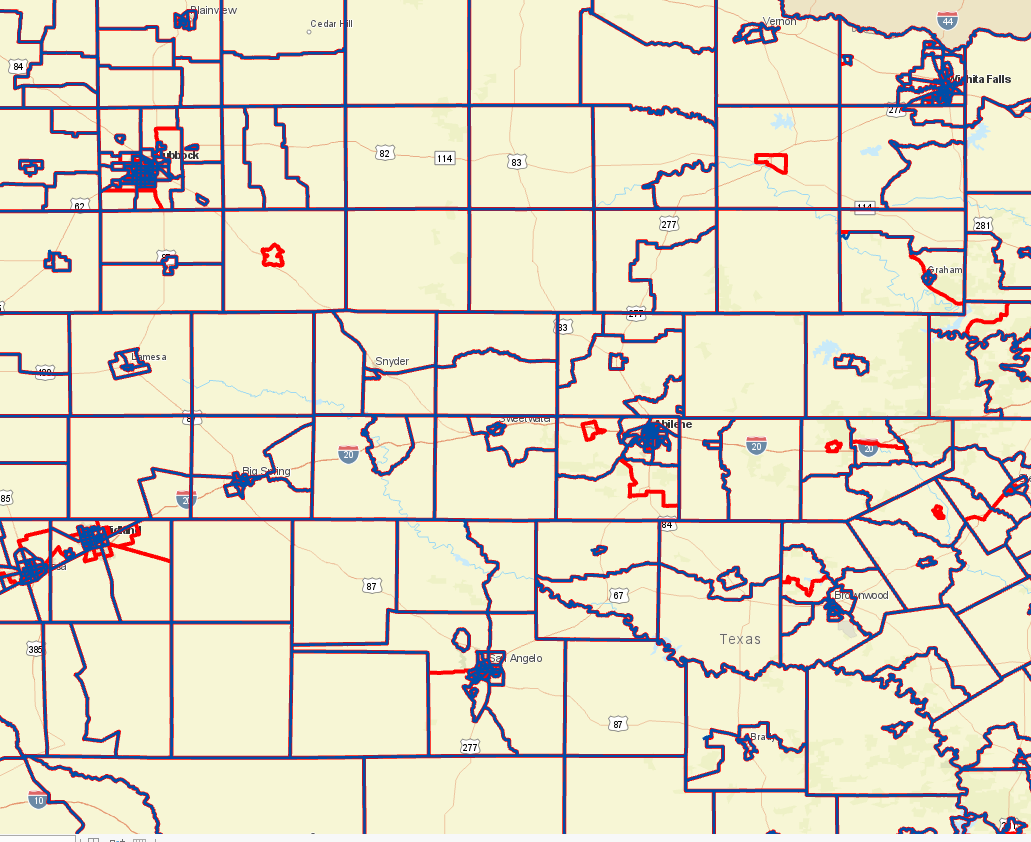 Plainview
Cedar Hill
Vernon
44
84
Wichita Falls
277
82
114
83
62
114
277
281
Graham
277
83
Lamesa
Snyder
Sweetwater
Abilene
20
20
20
Big Spring
85
84
87
67
Brownwood
Texas
385
San Angelo
87
277
Brady
10